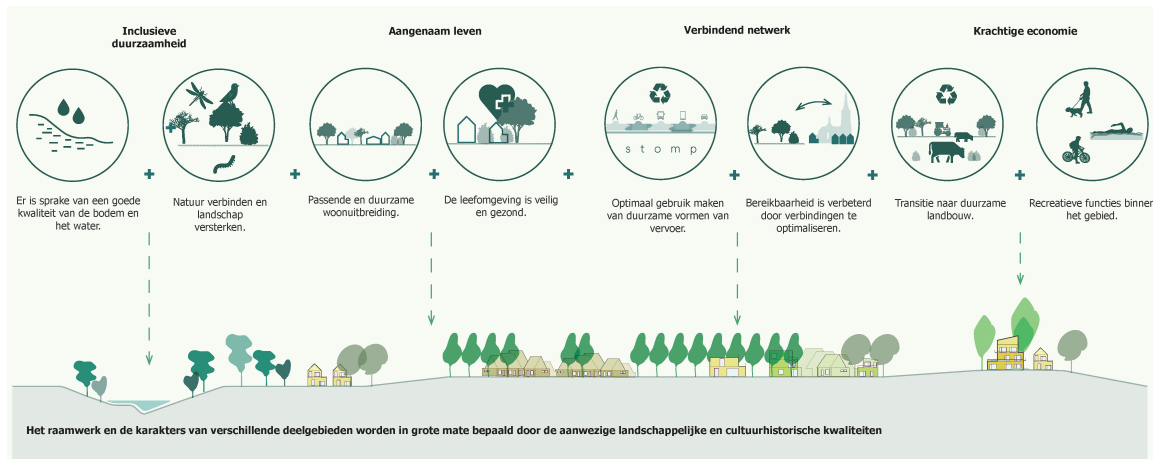 Inclusieve
duurzaamheid
Aangenaam leven
Verbindend netwerk
Krachtige economie
s t o m p
Er is sprake van een goede
kwaliteit van de bodem en
het water.
Natuur verbinden en
landschap
versterken.
Passende en duurzame
woonuitbreiding.
De leefomgeving is veilig
en gezond.
Optimaal gebruik maken
van duurzame vormen van
vervoer.
Bereikbaarheid is verbeterd
door verbindingen te
optimaliseren.
Transitie naar duurzame
landbouw.
Recreatieve functies binnen
het gebied.
Het raamwerk en de karakters van verschillende deelgebieden worden in grote mate bepaald door de aanwezige landschappelijke en cultuurhistorische kwaliteiten